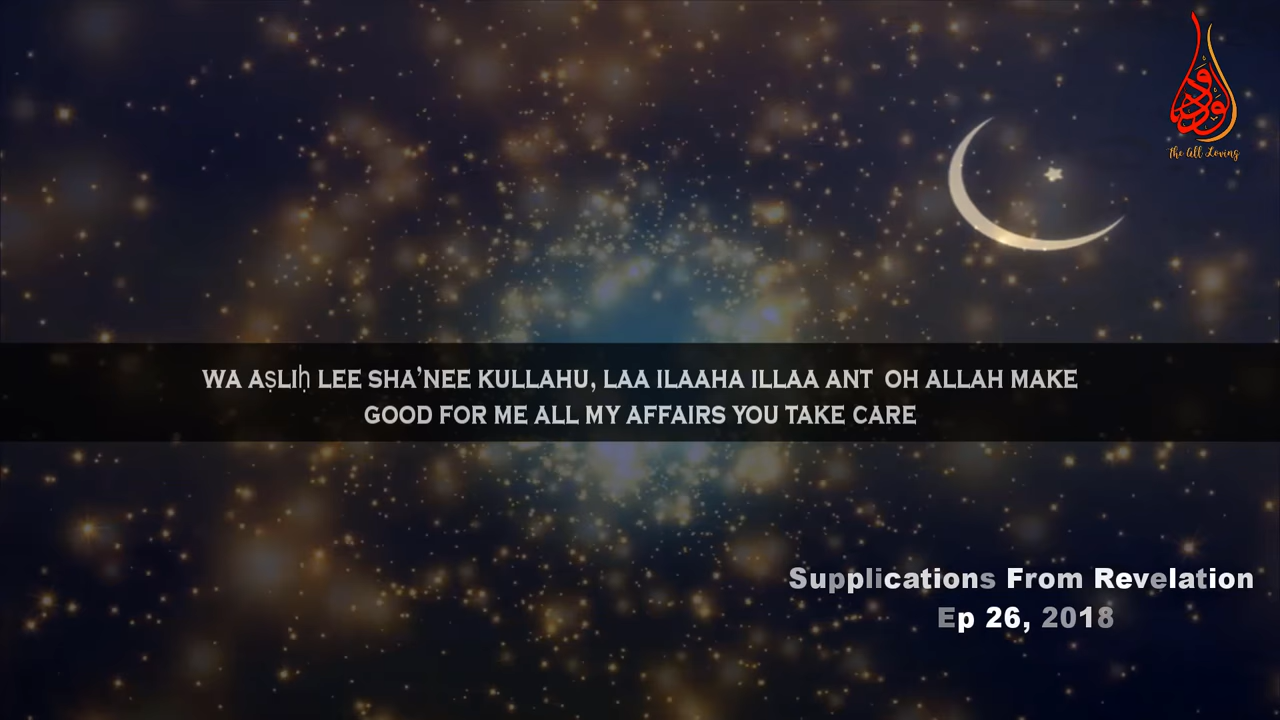 الودود
The All Loving
WA AṣLIḥ LEE SHA’NEE KULLAHU, LAA ILAAHA ILLAA ANT OH ALLAH MAKE
GOOD FOR ME ALL MY AFFAIRS YOU TAKE CARE
Supplications From Revelation
Ep 26, 2018